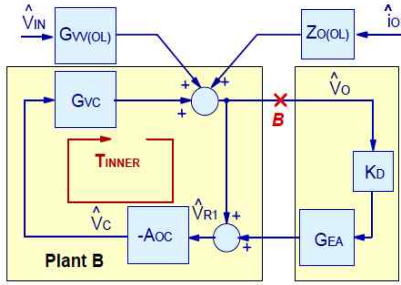 V̂IN
GVV(OL)
ZO(OL)
îO
GVC
+ + +
B
V̂O
TINNER
KD
V̂C
-AOC
V̂R1
+
+
GEA
Plant B